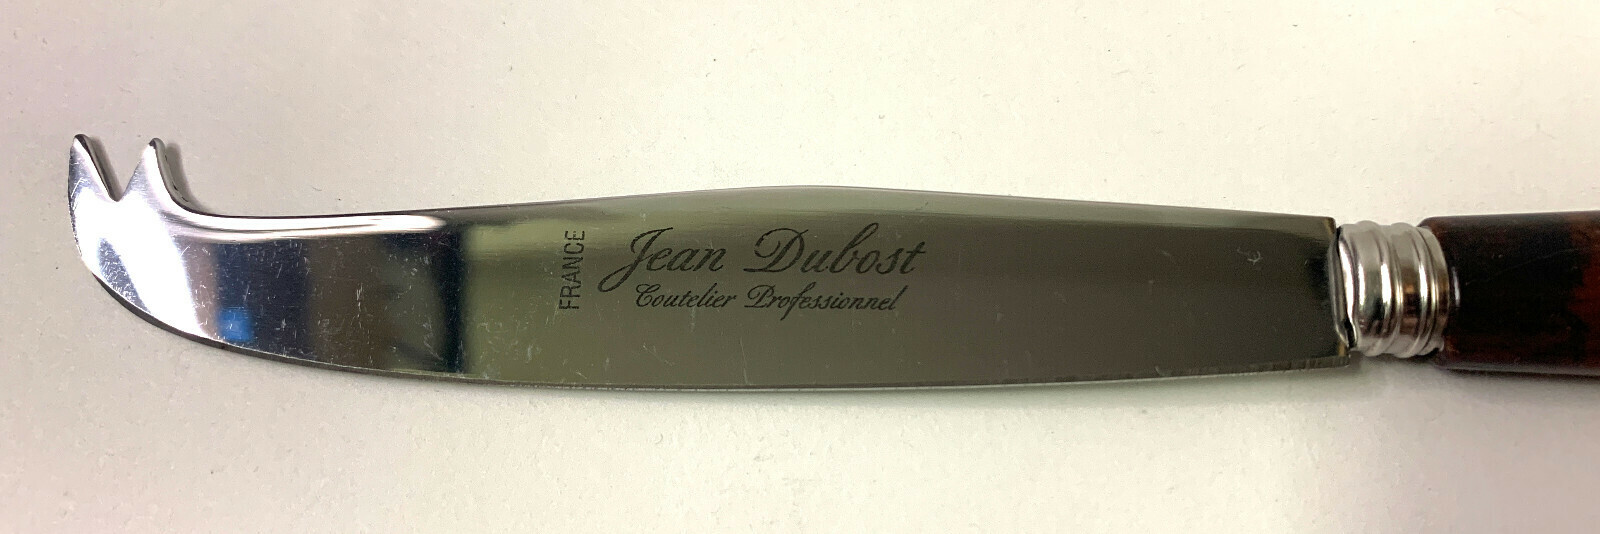 FRANCE
Jean Dubost
Coutelier Professionnel